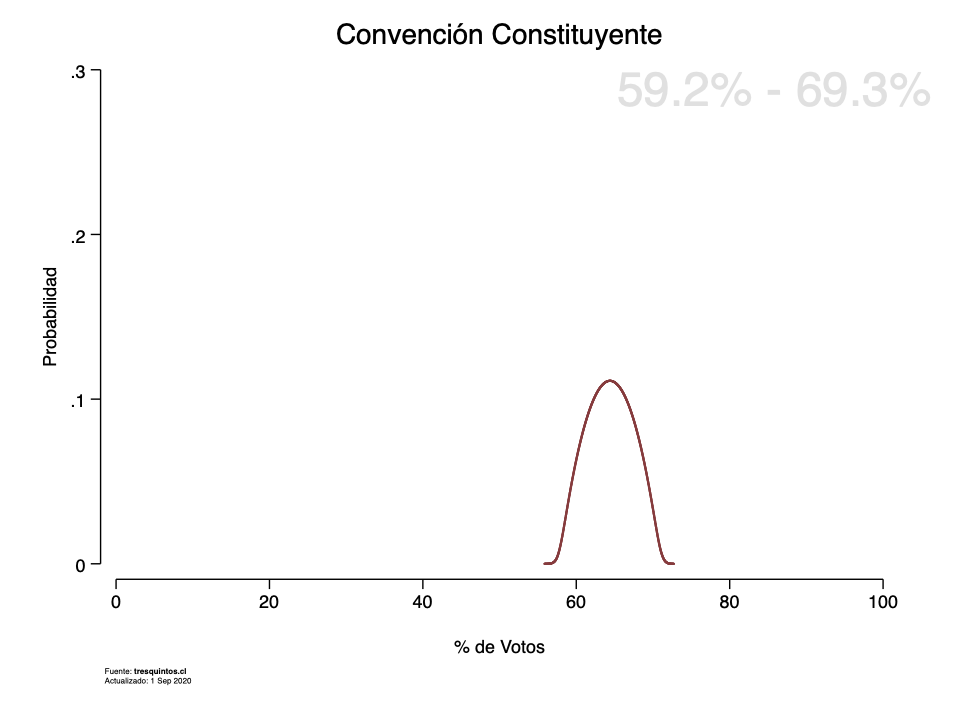 Convención Constituyente
59.2% - 69.3%
.3
.2
.1
0
Probabilidad
0 20 40 60 80 100
% de Votos
Fuente: tresquintos.cl
Actualizado: 1 Sep 2020